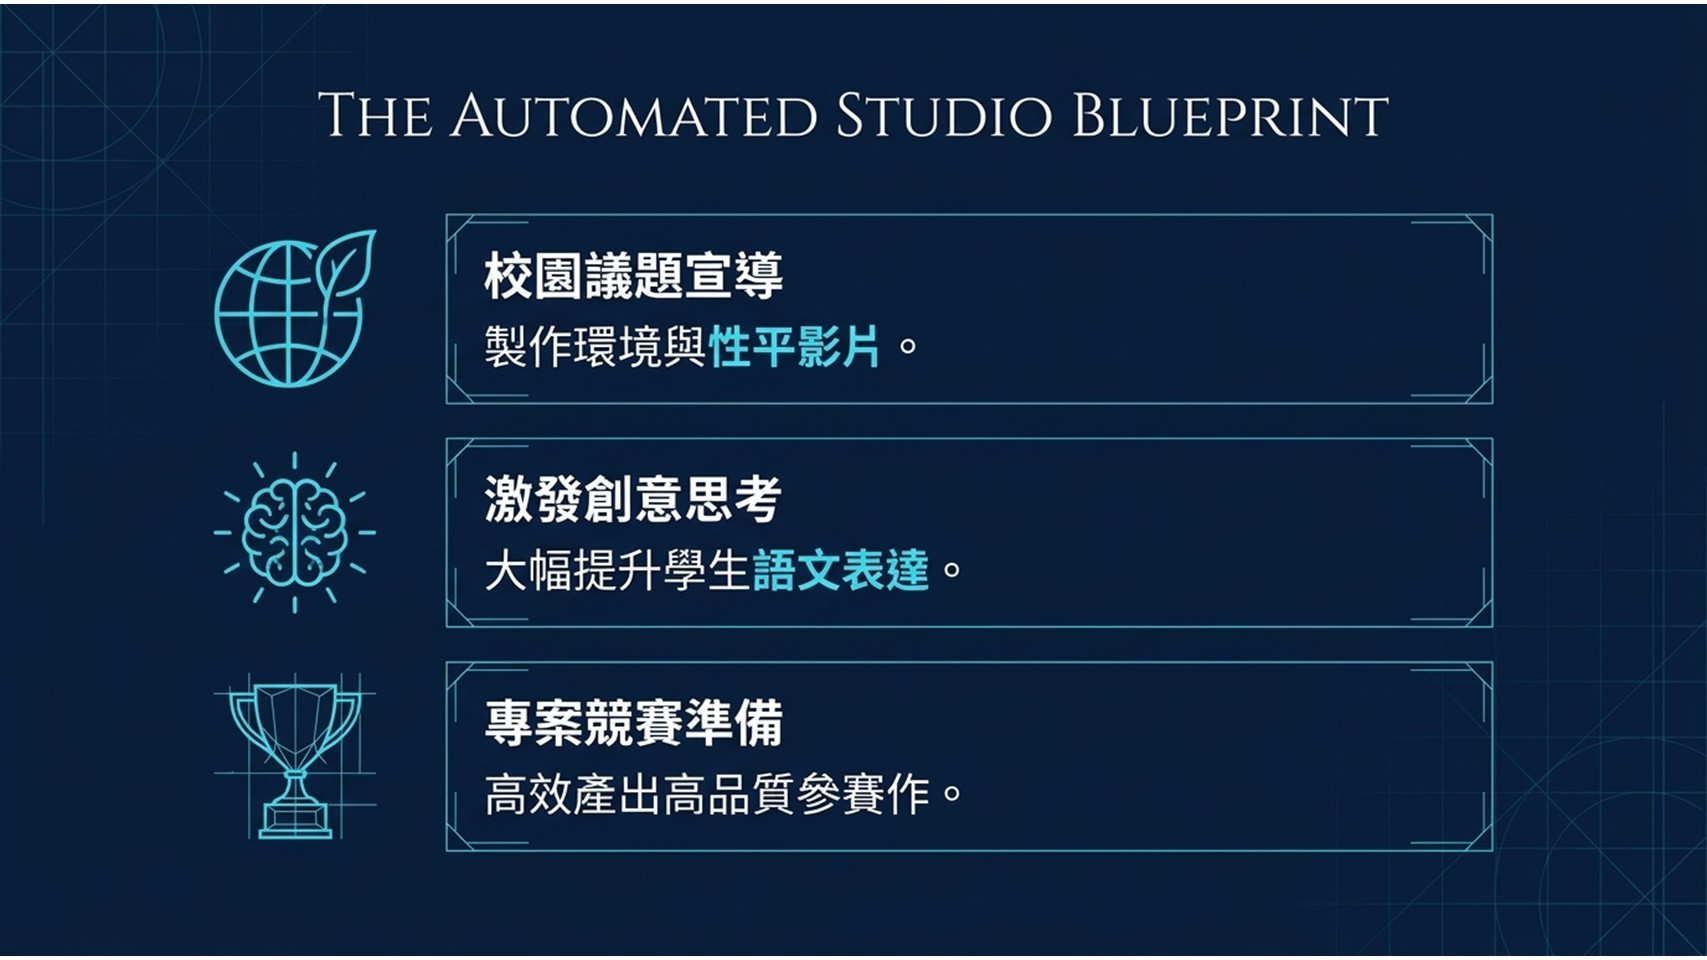 THE AUTOMATED STUDIO BLUEPRINT
校園議題宣導
製作環境與性平影片。
激發創意思考
大幅提升學生語文表達。
專案競賽準備
高效產出高品質參賽作。